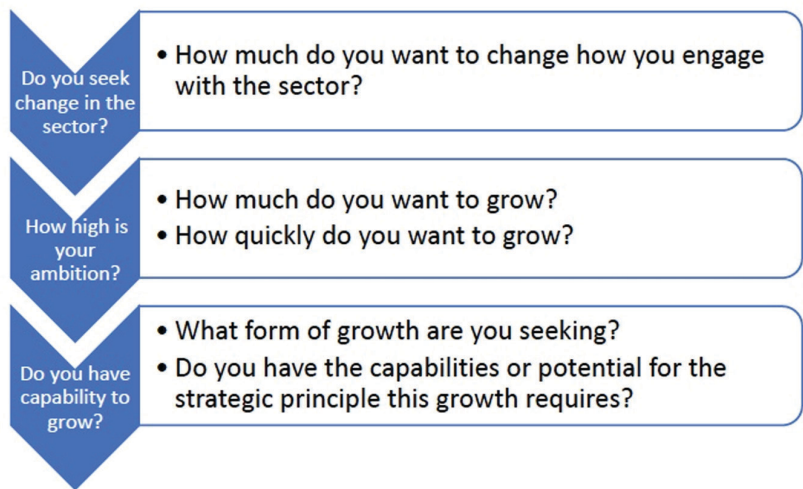 Do you seek
change in the
sector?
• How much do you want to change how you engage
with the sector?
How high is
your
ambition?
• How much do you want to grow?
• How quickly do you want to grow?
Do you have
capability to
grow?
• What form of growth are you seeking?
• Do you have the capabilities or potential for the
strategic principle this growth requires?